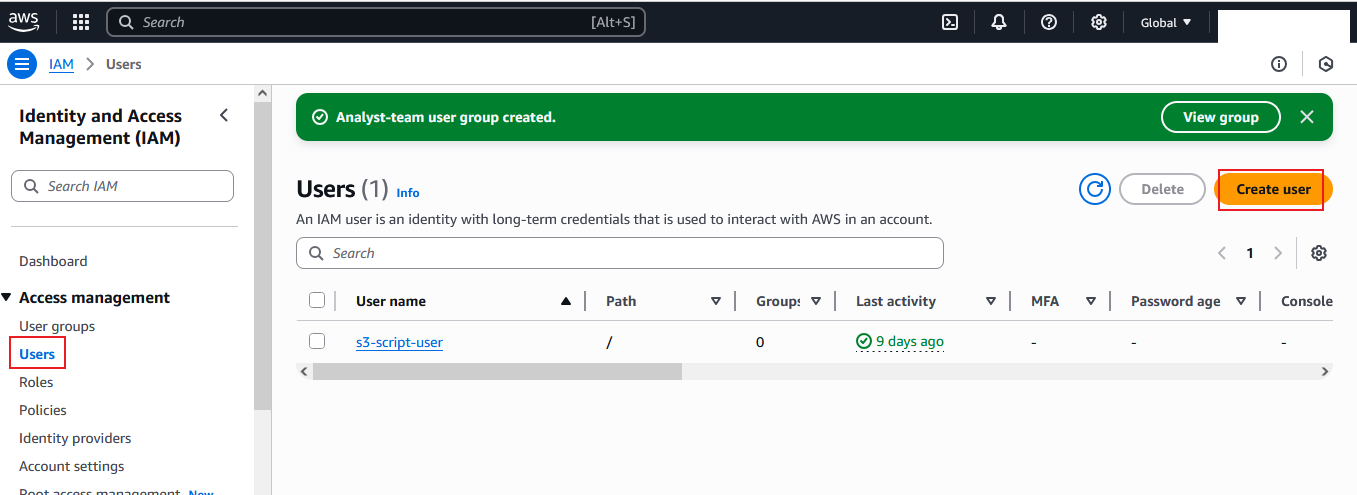 aws Search [Alt+S] Global
IAM > Users
Identity and Access
Management (IAM)
Search IAM
Dashboard
Access management
User groups
Users
Roles
Policies
Identity providers
Account settings
Root access management New
Analyst-team user group created. View group
Users (1) Info Delete Create user
An IAM user is an identity with long-term credentials that is used to interact with AWS in an account.
Search 1
User name Path Groups Last activity MFA Password age Console
s3-script-user / 0 9 days ago - - -